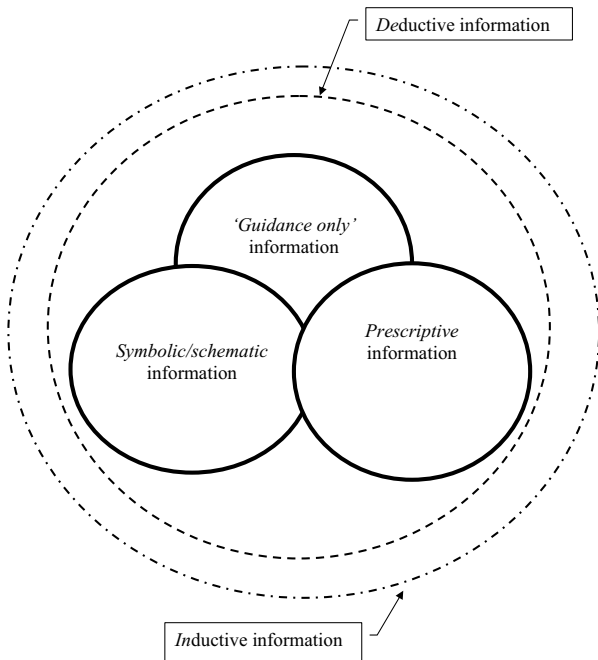 Deductive information
‘Guidance only’
information
Prescriptive
information
Symbolic/schematic
information
Inductive information